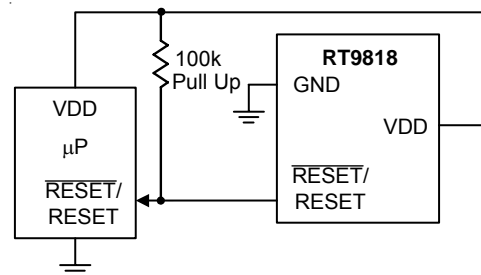 100k
Pull Up
RT9818
GND
VDD
RESET/
RESET
VDD
μP
RESET/
RESET